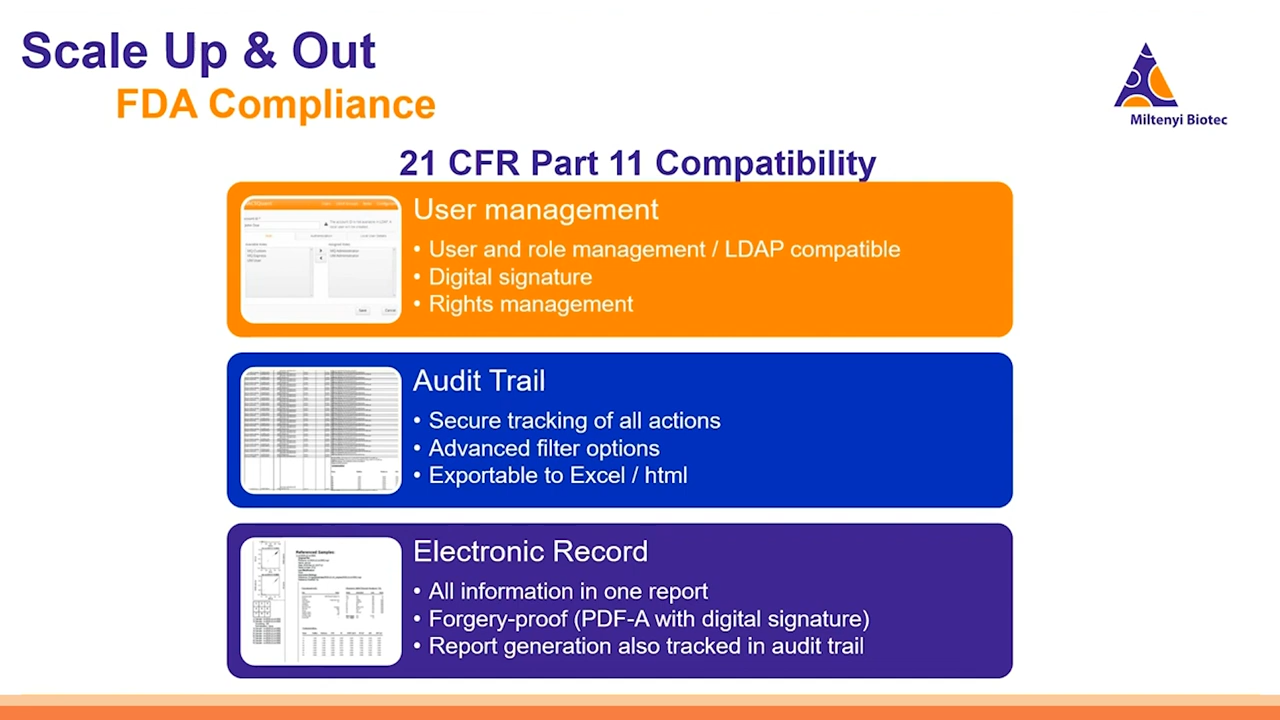 Scale Up & Out
FDA Compliance
Miltenyi Biotec
21 CFR Part 11 Compatibility
User management
• User and role management / LDAP compatible
• Digital signature
• Rights management
Audit Trail
• Secure tracking of all actions
• Advanced filter options
• Exportable to Excel / html
Referenced Samples
Electronic Record
• All information in one report
• Forgery-proof (PDF-A with digital signature)
• Report generation also tracked in audit trail